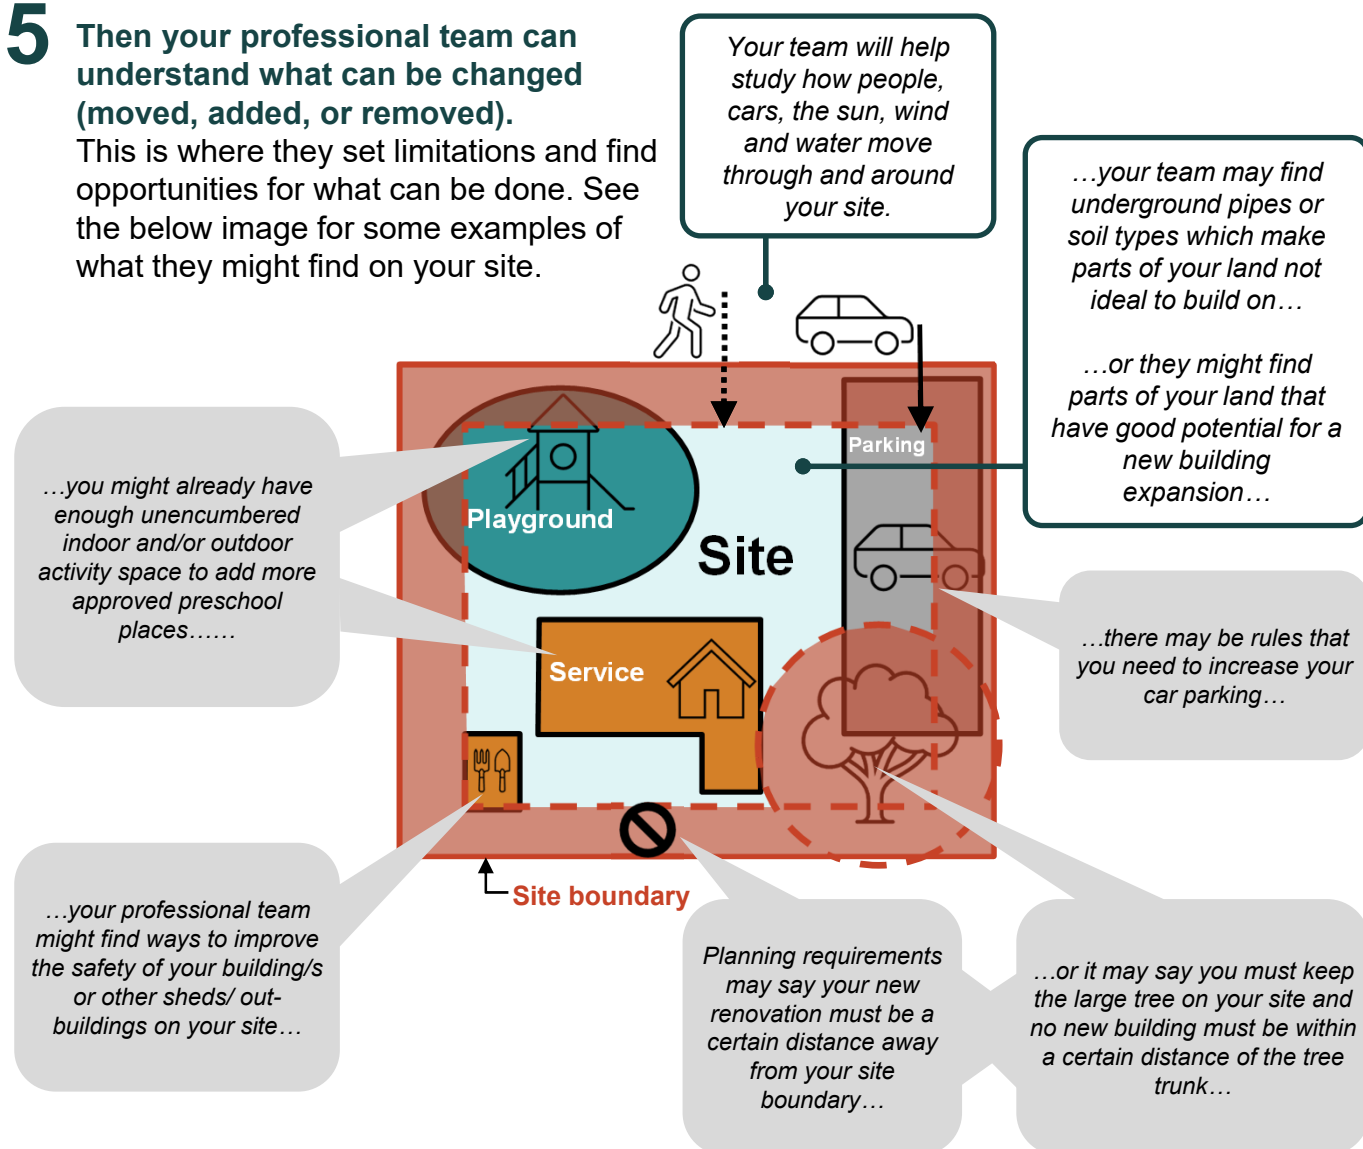 5
Then your professional team can
understand what can be changed
(moved, added, or removed).
This is where they set limitations and find
opportunities for what can be done. See
the below image for some examples of
what they might find on your site.
Your team will help
study how people,
cars, the sun, wind
and water move
through and around
your site.
…your team may find
underground pipes or
soil types which make
parts of your land not
ideal to build on…
…or they might find
parts of your land that
have good potential for a
new building
expansion…
…you might already have
enough unencumbered
indoor and/or outdoor
activity space to add more
approved preschool
places……
Playground
Parking
Site
Service
…there may be rules that
you need to increase your
car parking…
Site boundary
…your professional team
might find ways to improve
the safety of your building/s
or other sheds/ out-
buildings on your site…
Planning requirements
may say your new
renovation must be a
certain distance away
from your site
boundary…
…or it may say you must keep
the large tree on your site and
no new building must be within
a certain distance of the tree
trunk…